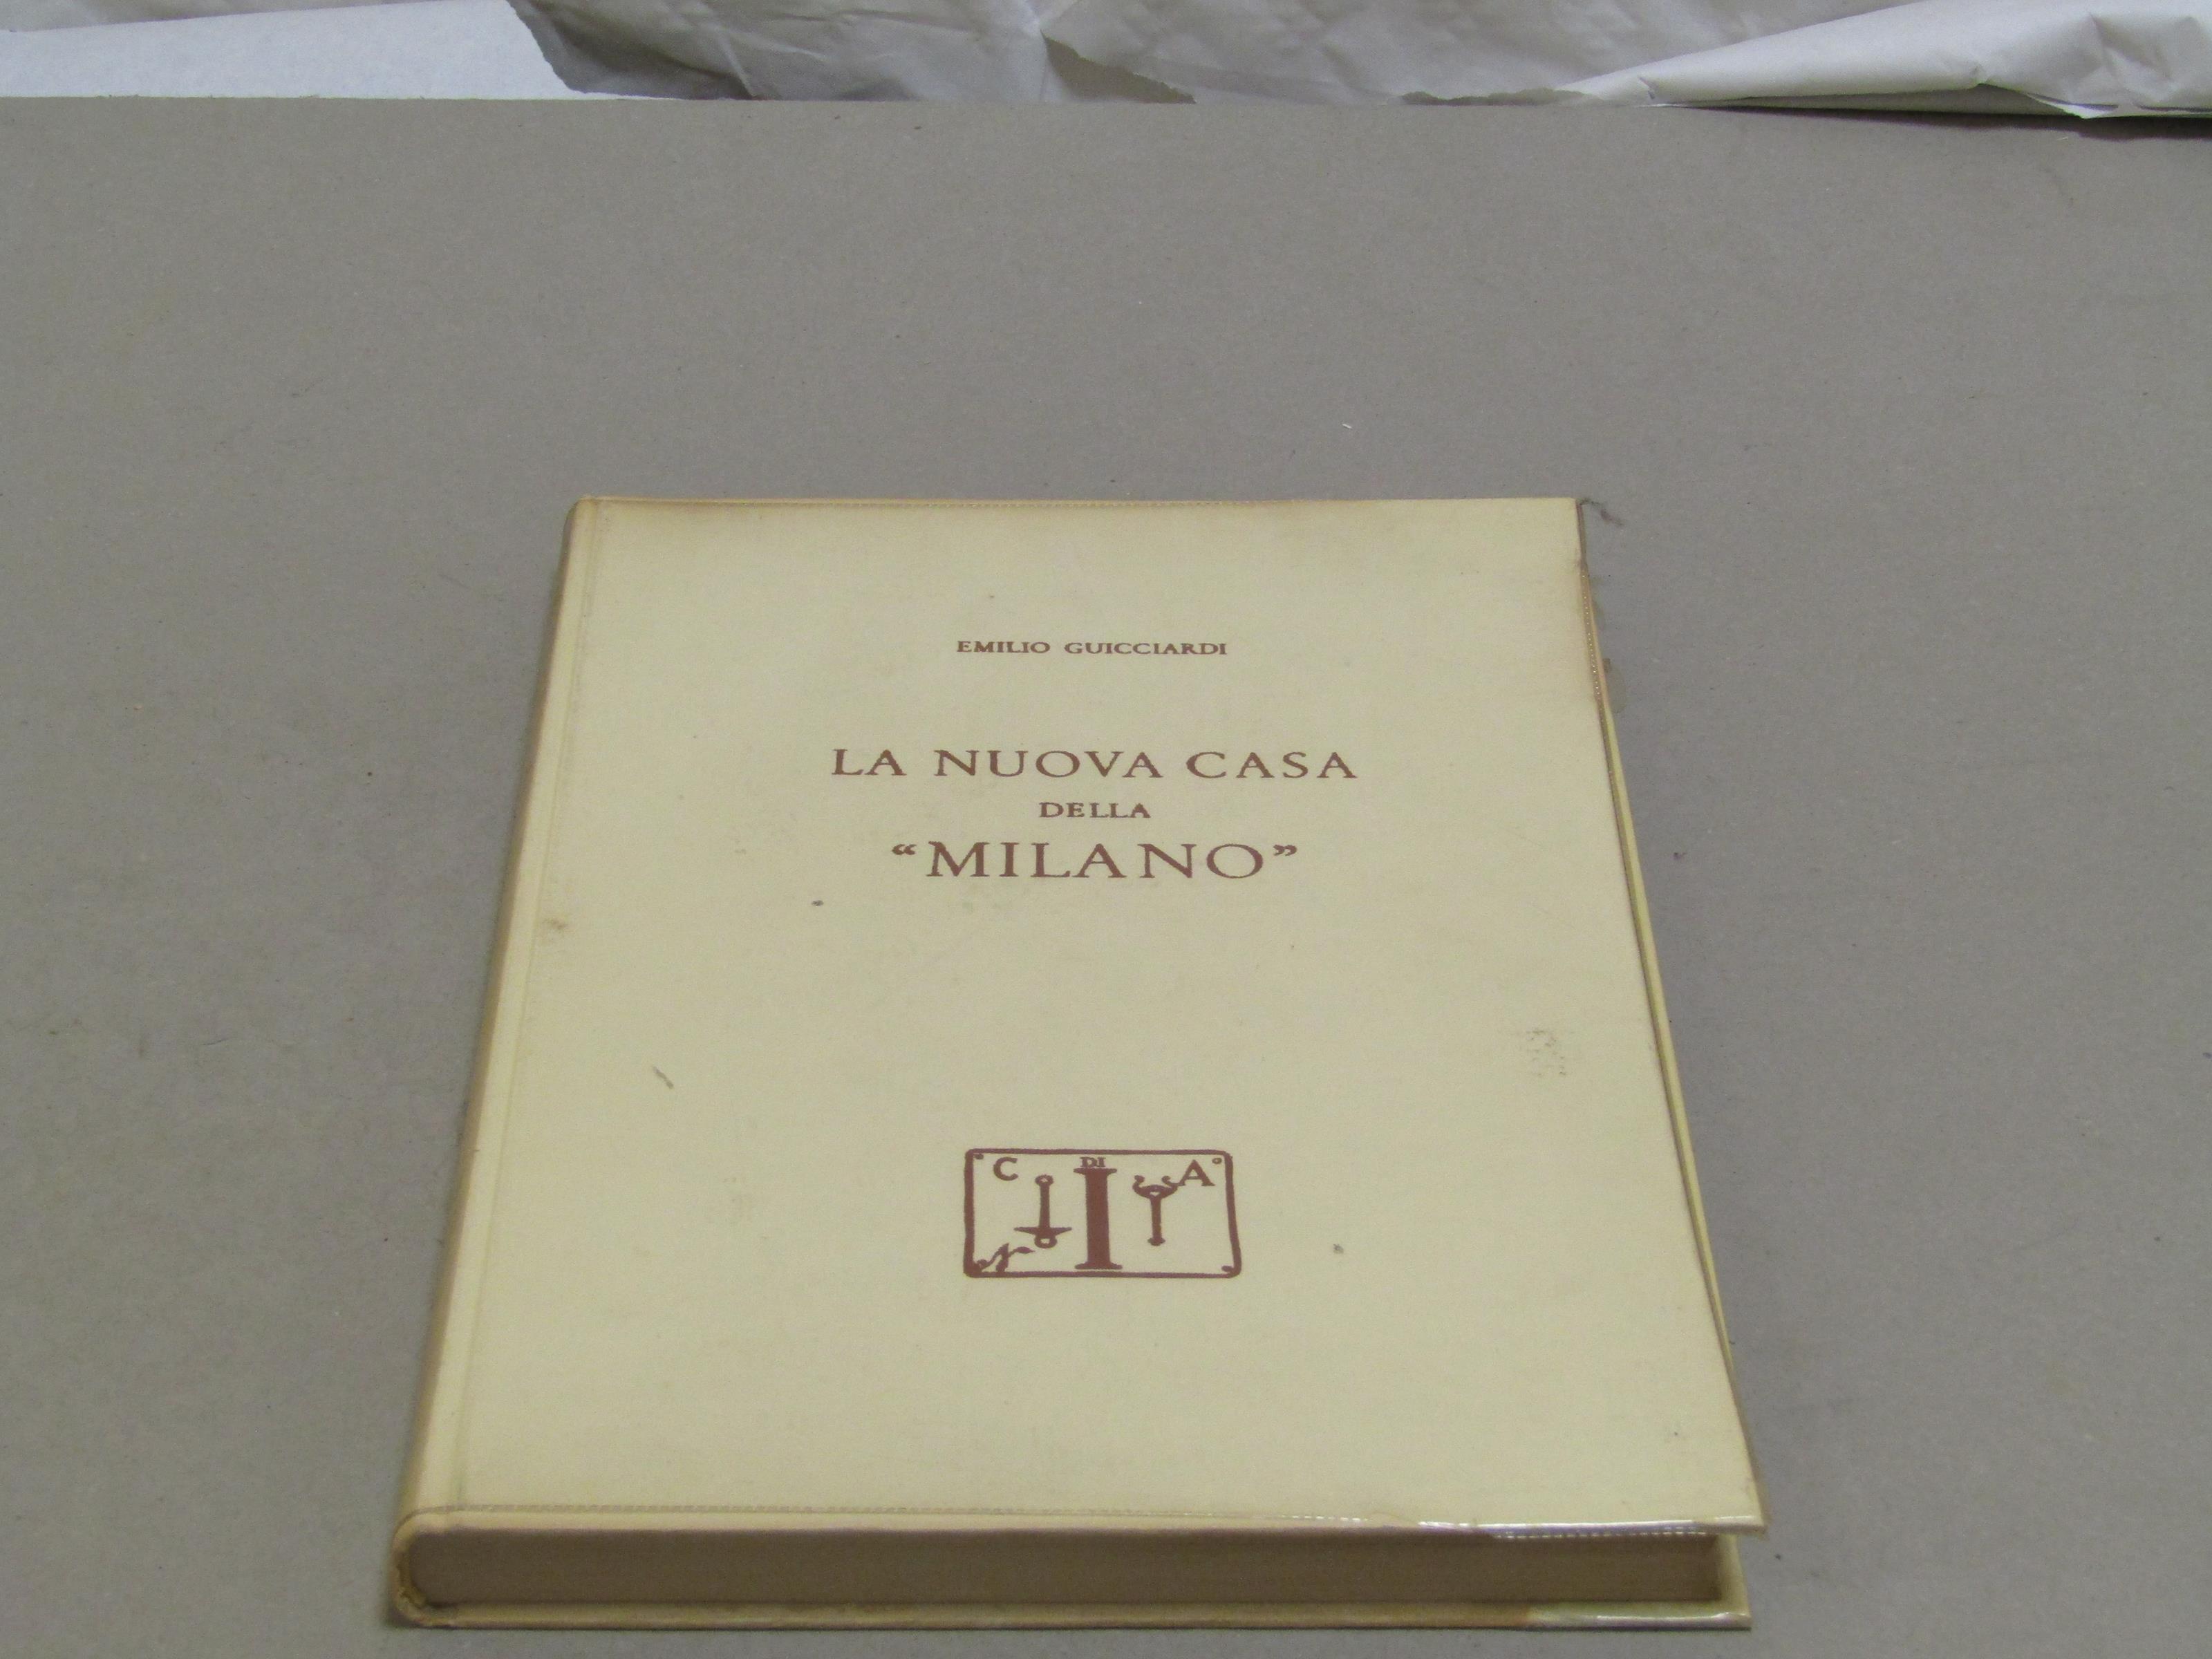 EMILIO GUICCIARDI
LA NUOVA CASA
DELLA
“MILANO”
C DI A